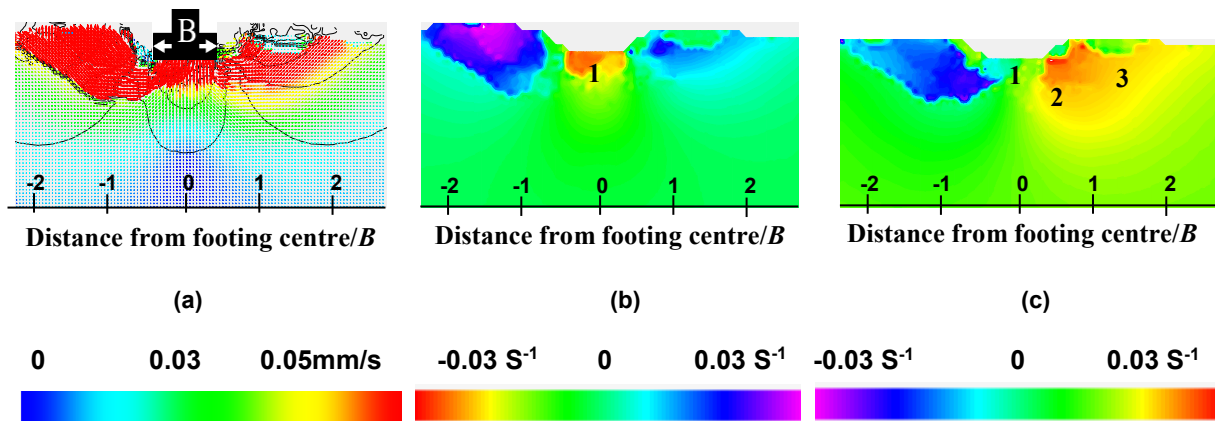 B
1
1
2
3
-2 -1 0 1 2
-2 -1 0 1 2
-2 -1 0 1 2
Distance from footing centre/B
Distance from footing centre/B
Distance from footing centre/B
(a)
(b)
(c)
0 0.03 0.05mm/s
-0.03 S-1 0 0.03 S-1
-0.03 S-1 0 0.03 S-1